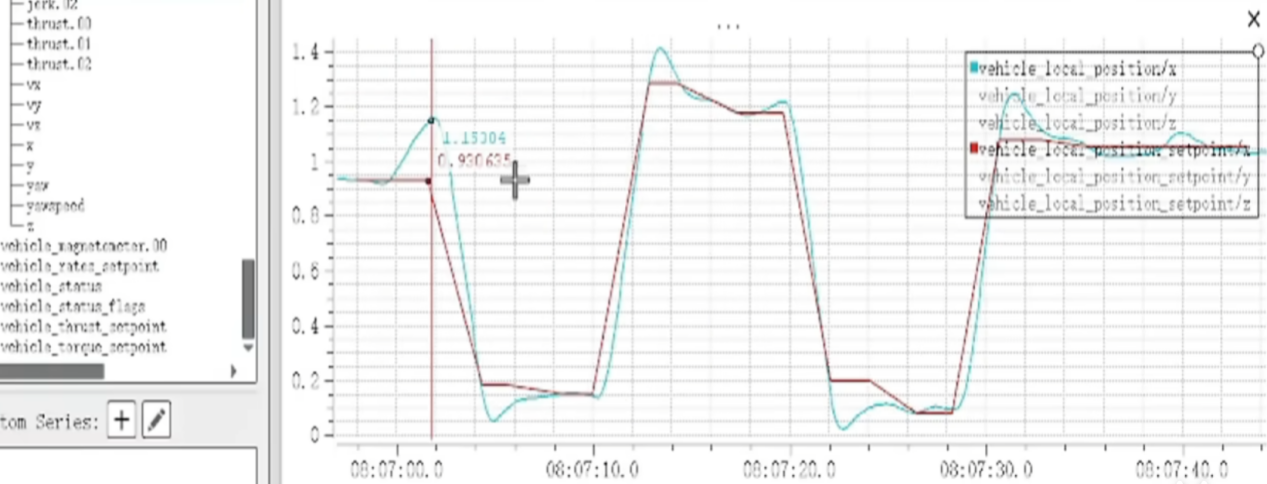 jerk.02
thrust.00
thrust.01
thrust.02
vx
vy
vz
x
y
yaw
yawspeed
z
vehicle_magnetometer.00
vehicle_rates_setpoint
vehicle_status
vehicle_status_flags
vehicle_thrust_setpoint
vehicle_torque_setpoint
tom Series:
...
X
1.4
1.2
1
0.8
0.6
0.4
0.2
0
1.15304
0.930635
vehicle_local_position/x
vehicle_local_position/y
vehicle_local_position/z
vehicle_local_position_setpoint/x
vehicle_local_position_setpoint/y
vehicle_local_position_setpoint/z
08:07:00.0
08:07:10.0
08:07:20.0
08:07:30.0
08:07:40.0